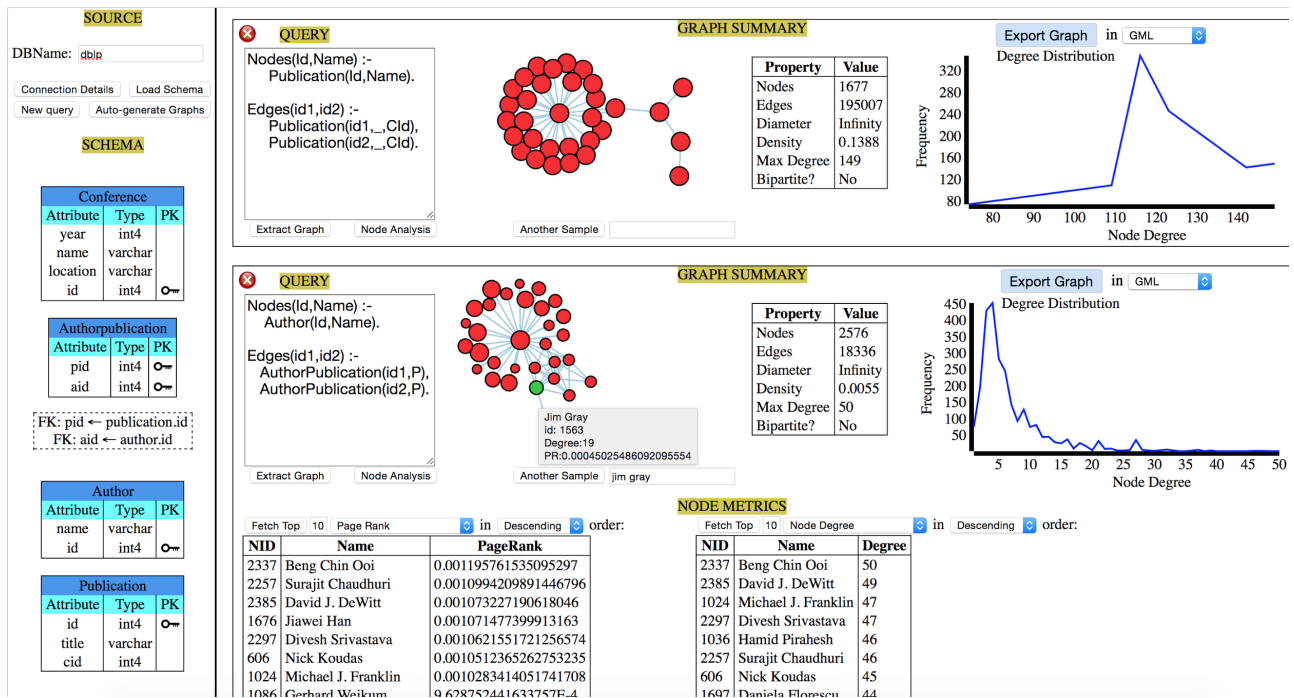 SOURCE
DBName: dblp
Connection Details Load Schema
New query Auto-generate Graphs
SCHEMA
Conference
Attribute Type PK
year int4
name varchar
location varchar
id int4
Authorpublication
Attribute Type PK
pid int4
aid int4
FK: pid ← publication.id
FK: aid ← author.id
Author
Attribute Type PK
name varchar
id int4
Publication
Attribute Type PK
id int4
title varchar
cid int4
QUERY
Nodes(Id,Name) :-
Publication(Id,Name).
Edges(id1,id2) :-
Publication(id1,_,CId),
Publication(id2,_,CId).
Extract Graph Node Analysis
GRAPH SUMMARY
Another Sample
Property Value
Nodes 1677
Edges 195007
Diameter Infinity
Density 0.1388
Max Degree 149
Bipartite? No
Export Graph in GML
Degree Distribution
Frequency
320
280
240
200
160
120
80
80 90 100 110 120 130 140
Node Degree
QUERY
Nodes(Id,Name) :-
Author(Id,Name).
Edges(id1,id2) :-
AuthorPublication(id1,P),
AuthorPublication(id2,P).
Extract Graph Node Analysis
GRAPH SUMMARY
Jim Gray
id: 1563
Degree:19
PR:0.00045025486092095554
Another Sample jim gray
Property Value
Nodes 2576
Edges 18336
Diameter Infinity
Density 0.0055
Max Degree 50
Bipartite? No
Export Graph in GML
Degree Distribution
Frequency
450
400
350
300
250
200
150
100
50
5 10 15 20 25 30 35 40 45 50
Node Degree
NODE METRICS
Fetch Top 10 Page Rank in Descending order:
NID Name PageRank
2337 Beng Chin Ooi 0.001195761535095297
2257 Surajit Chaudhuri 0.0010994209891446796
2385 David J. DeWitt 0.001073227190618046
1676 Jiawei Han 0.001071477399913163
2297 Divesh Srivastava 0.0010621551721256574
606 Nick Koudas 0.0010512365262753235
1024 Michael J. Franklin 0.0010283414051741708
1086 Gerhard Weikum 9.628752441633757E-4
Fetch Top 10 Node Degree in Descending order:
NID Name Degree
2337 Beng Chin Ooi 50
2385 David J. DeWitt 49
1024 Michael J. Franklin 47
2297 Divesh Srivastava 47
1036 Hamid Pirahesh 46
2257 Surajit Chaudhuri 46
606 Nick Koudas 45
1697 Daniela Florescu 44